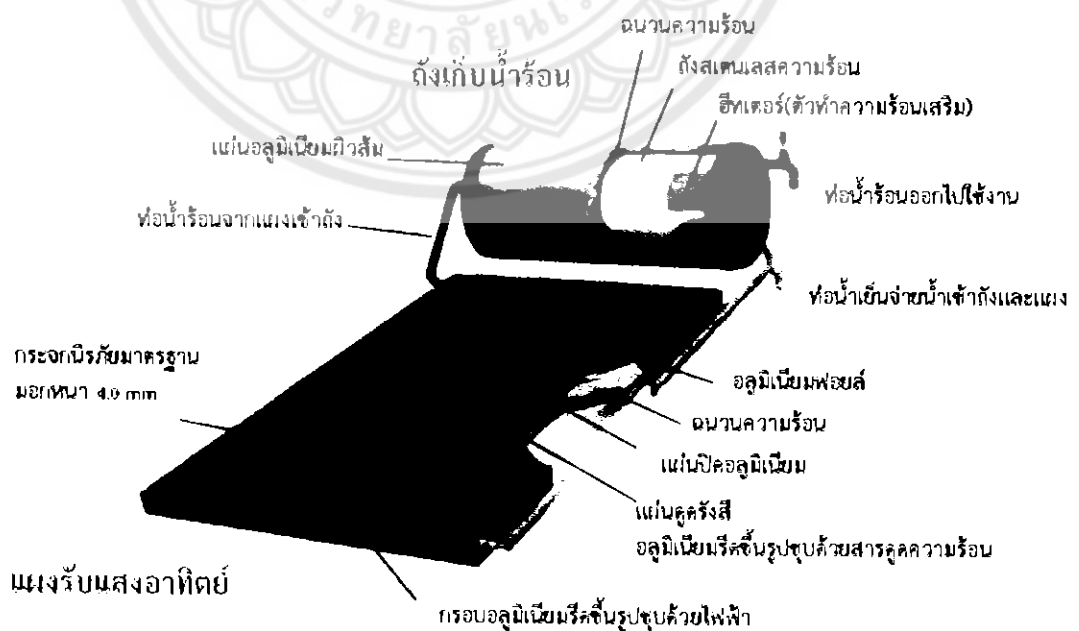 ทยาลัยนเ
ฉนวนความร้อน
ถังเก็บน้ำร้อน
ถังสเตนเลสความร้อน
ฮีทเตอร์(ตัวทำความร้อนเสริม)
แผ่นอลูมิเนียมผิวส้ม
ท่อน้ำร้อนออกไปใช้งาน
ท่อน้ำร้อนจากแผงเข้าถัง
ท่อน้ำเย็นจ่ายน้ำเข้าถังและแผง
กระจกนิรภัยมาตรฐาน
มอกหนา 4.0 mm
อลูมิเนียมฟอยล์
ฉนวนความร้อน
แผ่นปิดอลูมิเนียม
แผ่นดูดรังสี
อลูมิเนียมรีดขึ้นรูปชุบด้วยสารดูดความร้อน
แผงรับแสงอาทิตย์
กรอบอลูมิเนียมรีดขึ้นรูปชุบด้วยไฟฟ้า